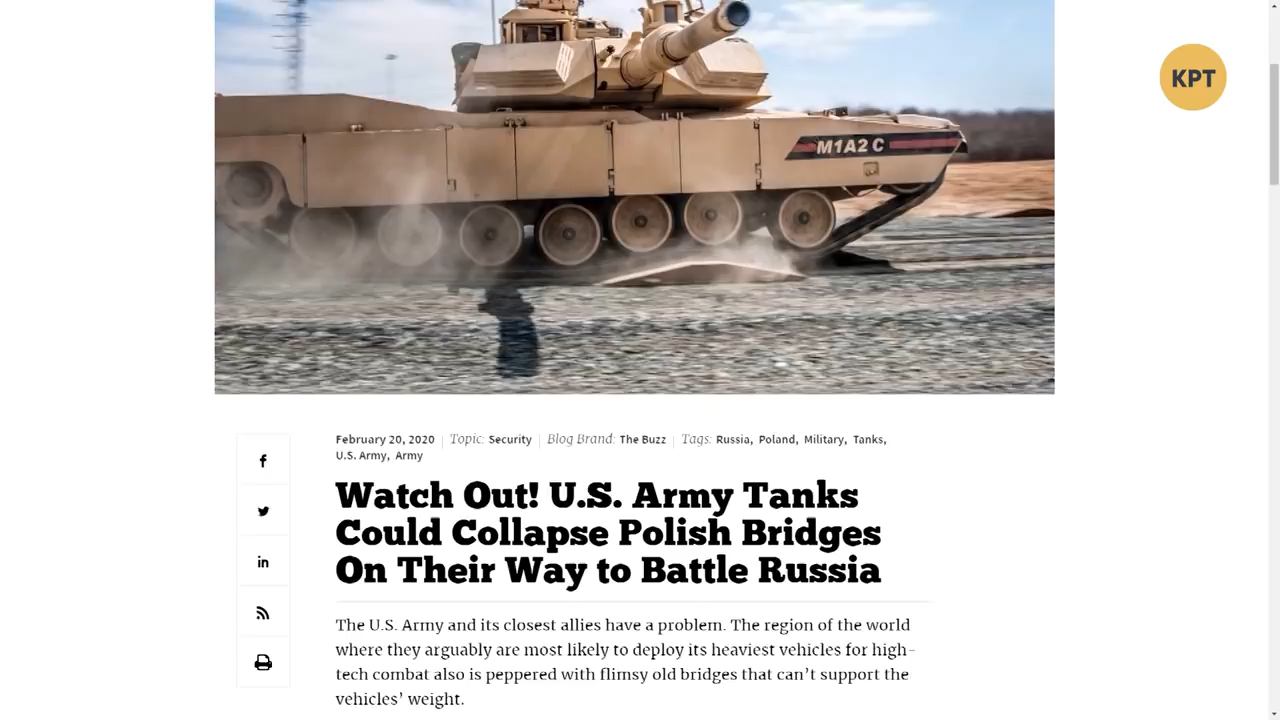 KPT
M1A2 C
February 20, 2020 Topic: Security Blog Brand: The Buzz Tags: Russia, Poland, Military, Tanks,
U.S. Army, Army
Watch Out! U.S. Army Tanks
Could Collapse Polish Bridges
On Their Way to Battle Russia
The U.S. Army and its closest allies have a problem. The region of the world
where they arguably are most likely to deploy its heaviest vehicles for high-
tech combat also is peppered with flimsy old bridges that can’t support the
vehicles’ weight.